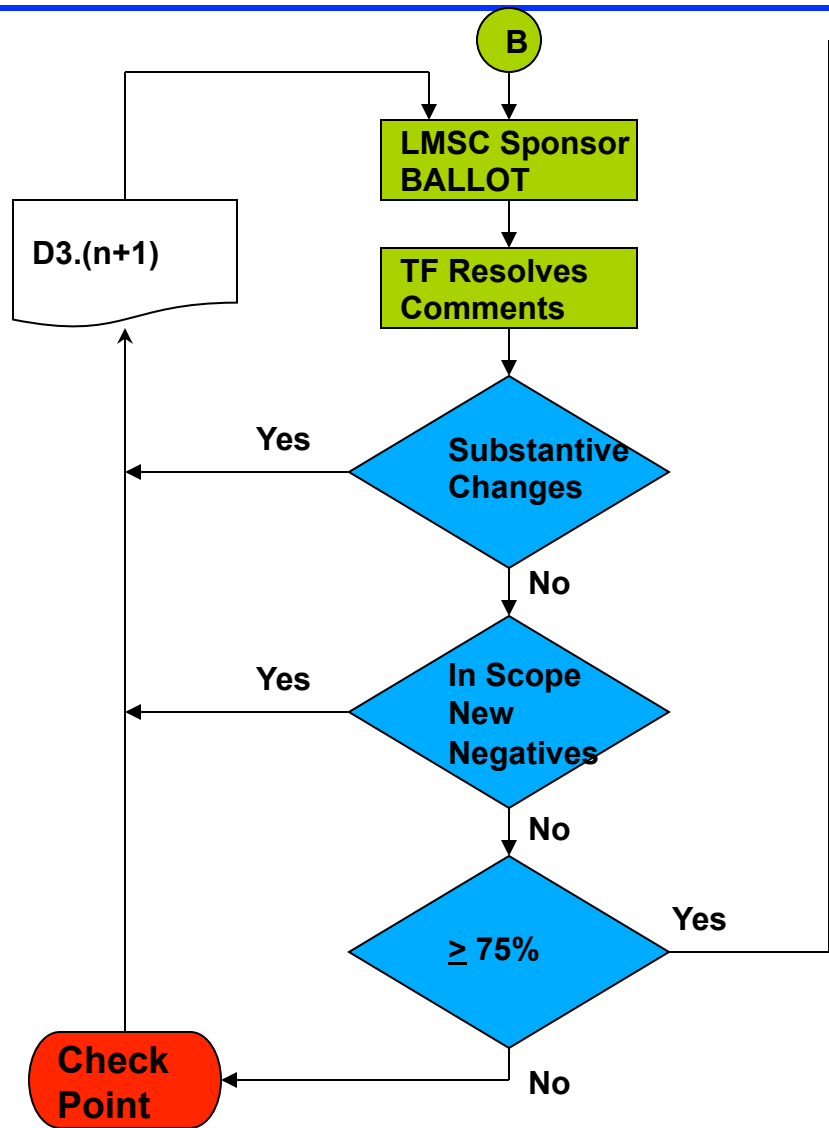 B
LMSC Sponsor
BALLOT
D3.(n+1)
TF Resolves
Comments
Yes
Substantive
Changes
No
Yes
In Scope
New
Negatives
No
Yes
≥ 75%
Check
Point
No